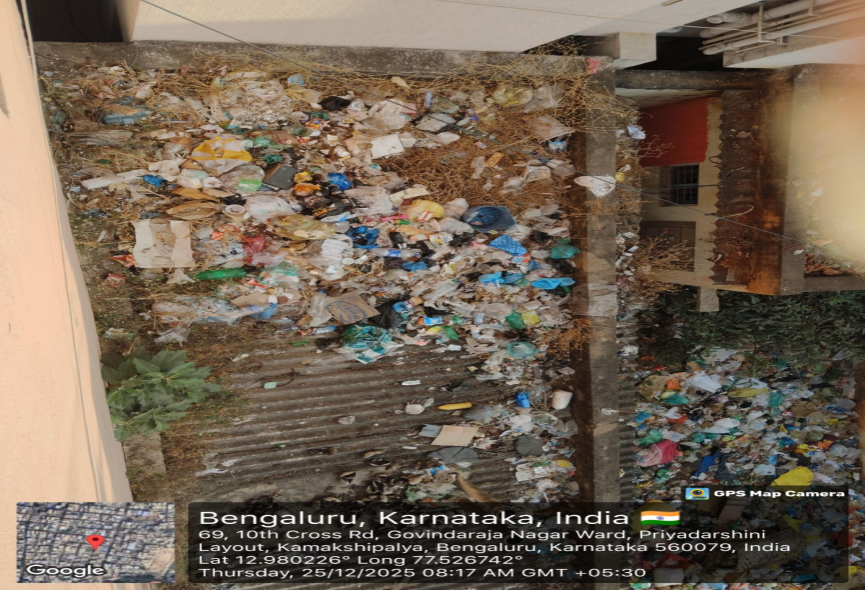 GPS Map Camera
Bengaluru, Karnataka, India
69, 10th Cross Rd, Govindaraja Nagar Ward, Priyadarshini
Layout, Kamakshipalya, Bengaluru, Karnataka 560079, India
Lat 12.980226° Long 77.526742°
Thursday, 25/12/2025 08:17 AM GMT +05:30
Google